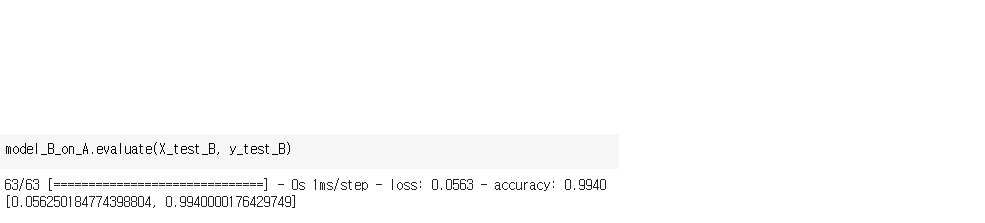 model_B_on_A.evaluate(X_test_B, y_test_B)
63/63 [==============================] - 0s 1ms/step - loss: 0.0563 - accuracy: 0.9940
[0.056250184774398804, 0.9940000176429749]